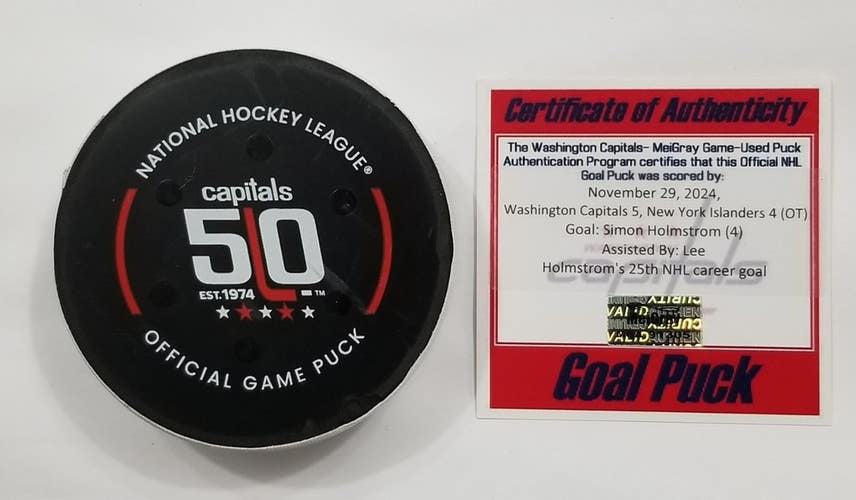 NATIONAL HOCKEY LEAGUE®
capitals
50
EST. 1974 ™
OFFICIAL GAME PUCK
Certificate of Authenticity
The Washington Capitals- MeiGray Game-Used Puck
Authentication Program certifies that this Official NHL
Goal Puck was scored by:
November 29, 2024,
Washington Capitals 5, New York Islanders 4 (OT)
Goal: Simon Holmstrom (4)
Assisted By: Lee
capitals
Holmstrom's 25th NHL career goal
Goal Puck